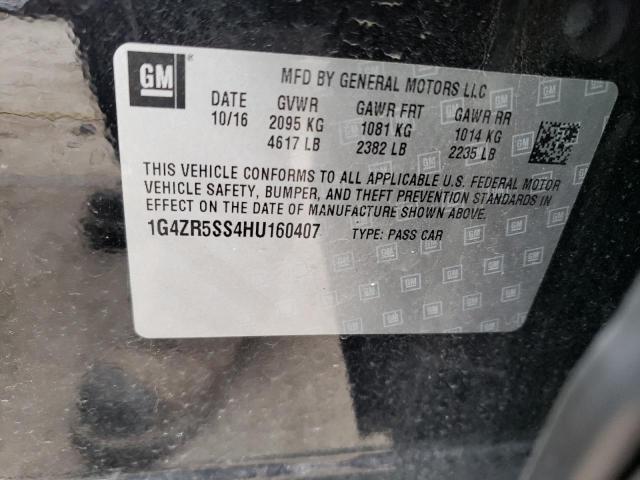 GM
MFD BY GENERAL MOTORS LLC
DATE GVWR GAWR FRT GAWR RR
10/16 2095 KG 1081 KG 1014 KG
4617 LB 2382 LB 2235 LB
THIS VEHICLE CONFORMS TO ALL APPLICABLE U.S. FEDERAL MOTOR
VEHICLE SAFETY, BUMPER, AND THEFT PREVENTION STANDARDS IN
EFFECT ON THE DATE OF MANUFACTURE SHOWN ABOVE.
1G4ZR5SS4HU160407 TYPE: PASS CAR